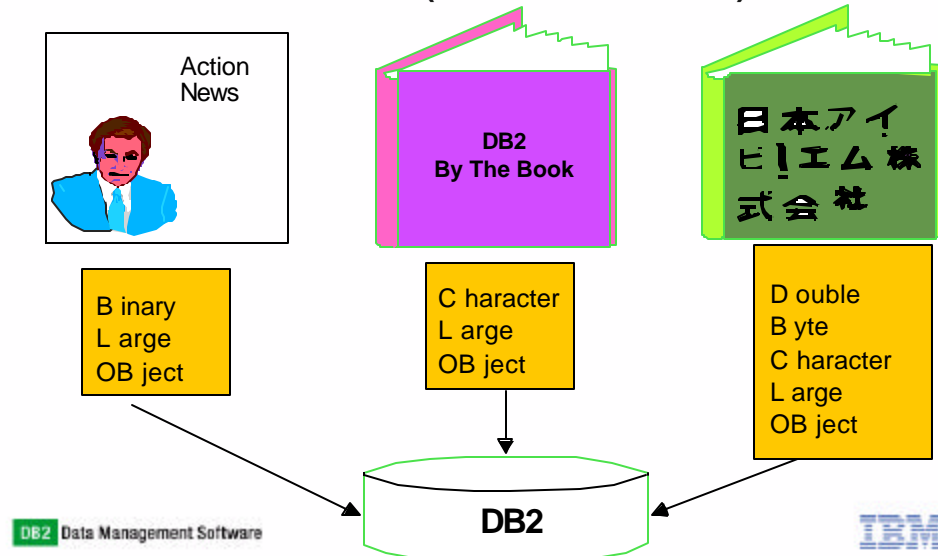 Action
News
DB2
By The Book
日本アイ
ビーエム株
式会社
B inary
L arge
OB ject
C haracter
L arge
OB ject
D ouble
B yte
C haracter
L arge
OB ject
DB2
DB2 Data Management Software
IBM